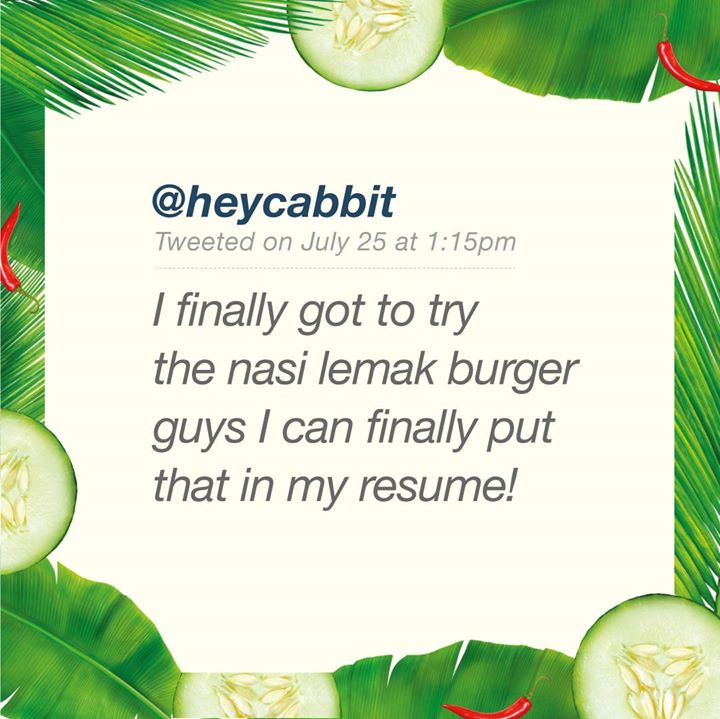 @heycabbit
Tweeted on July 25 at 1:15pm
I finally got to try
the nasi lemak burger
guys I can finally put
that in my resume!